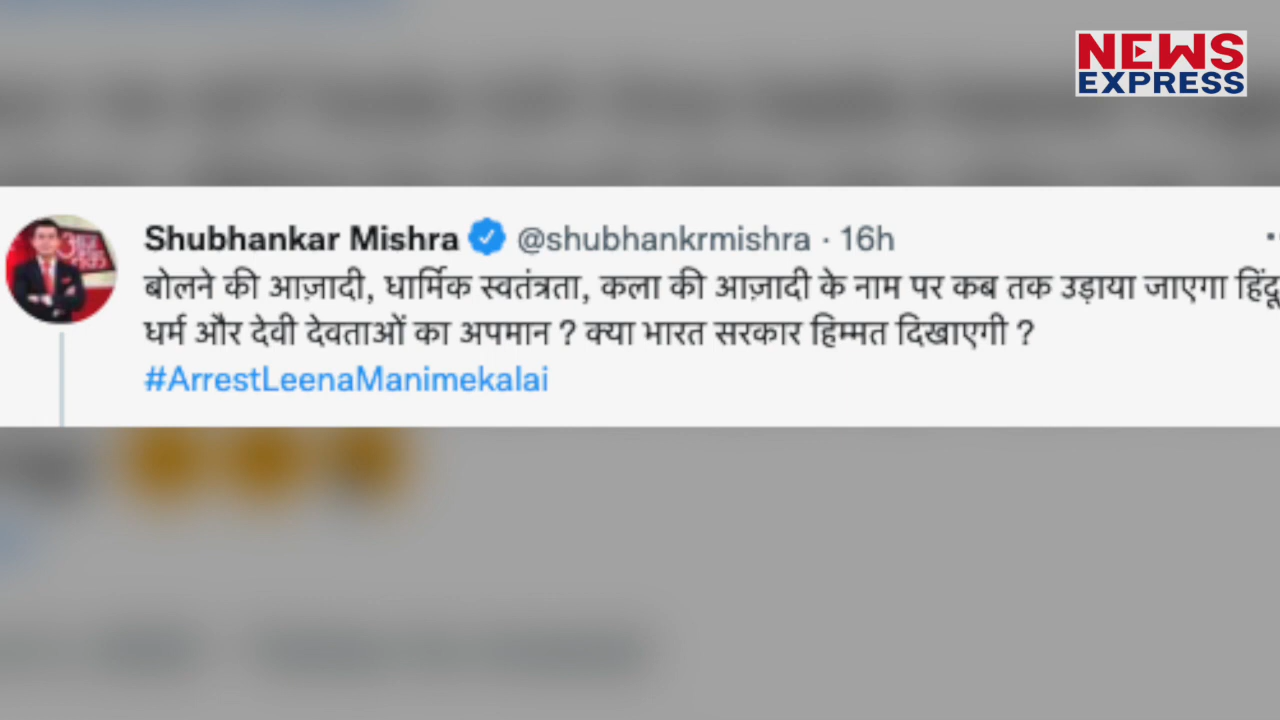 NEWS
EXPRESS
Shubhankar Mishra @shubhankrmishra · 16h
बोलने की आज़ादी, धार्मिक स्वतंत्रता, कला की आज़ादी के नाम पर कब तक उड़ाया जाएगा हिंदू
धर्म और देवी देवताओं का अपमान ? क्या भारत सरकार हिम्मत दिखाएगी ?
#ArrestLeenaManimekalai